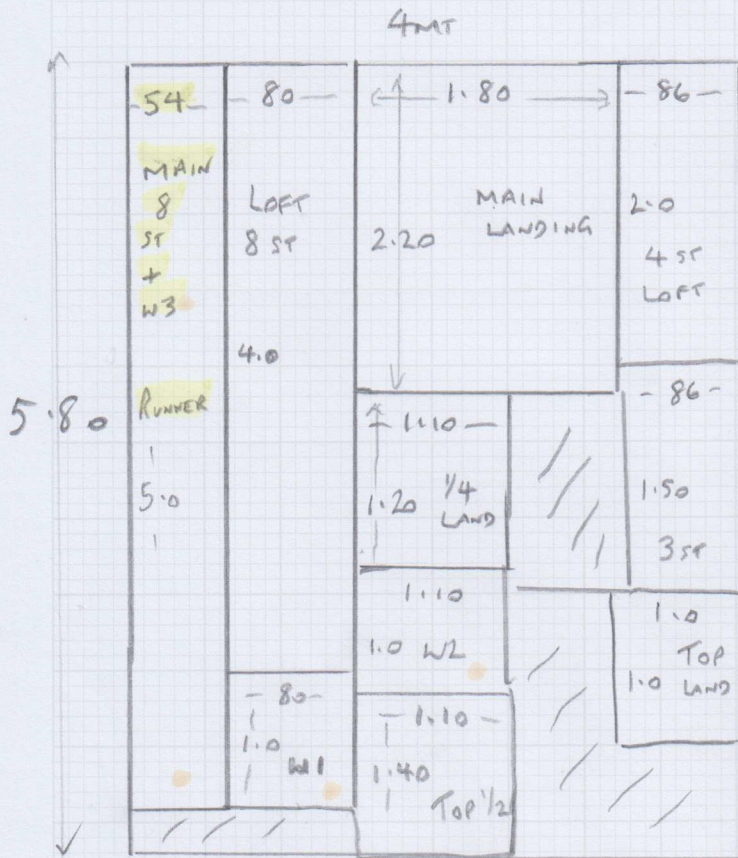 4MT
54
80
1.80
86
MAIN
8
ST
+
W3
RUNNER
5.0
LOFT
8 ST
4.0
80
1.0
W1
2.20
MAIN
LANDING
2.0
4 ST
LOFT
5.80
1.10
1.20 1/4
LAND
1.10
1.0 W2
1.10
1.40
TOP 1/2
86
1.50
3 ST
1.0
TOP
1.0 LAND